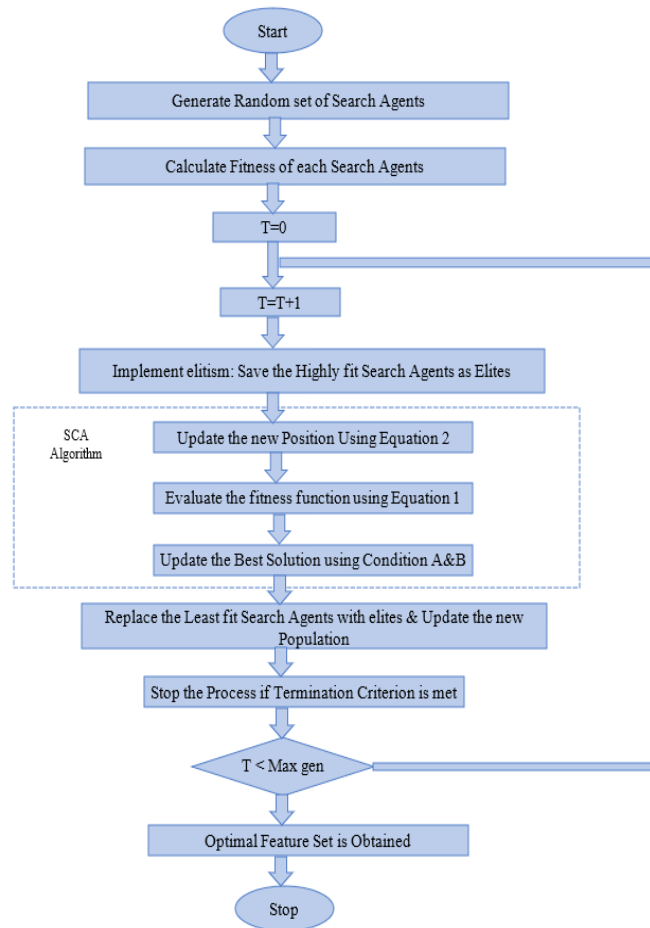 Start
Generate Random set of Search Agents
Calculate Fitness of each Search Agents
T=0
T=T+1
Implement elitism: Save the Highly fit Search Agents as Elites
SCA
Algorithm
Update the new Position Using Equation 2
Evaluate the fitness function using Equation 1
Update the Best Solution using Condition A&B
Replace the Least fit Search Agents with elites & Update the new
Population
Stop the Process if Termination Criterion is met
T < Max gen
Optimal Feature Set is Obtained
Stop